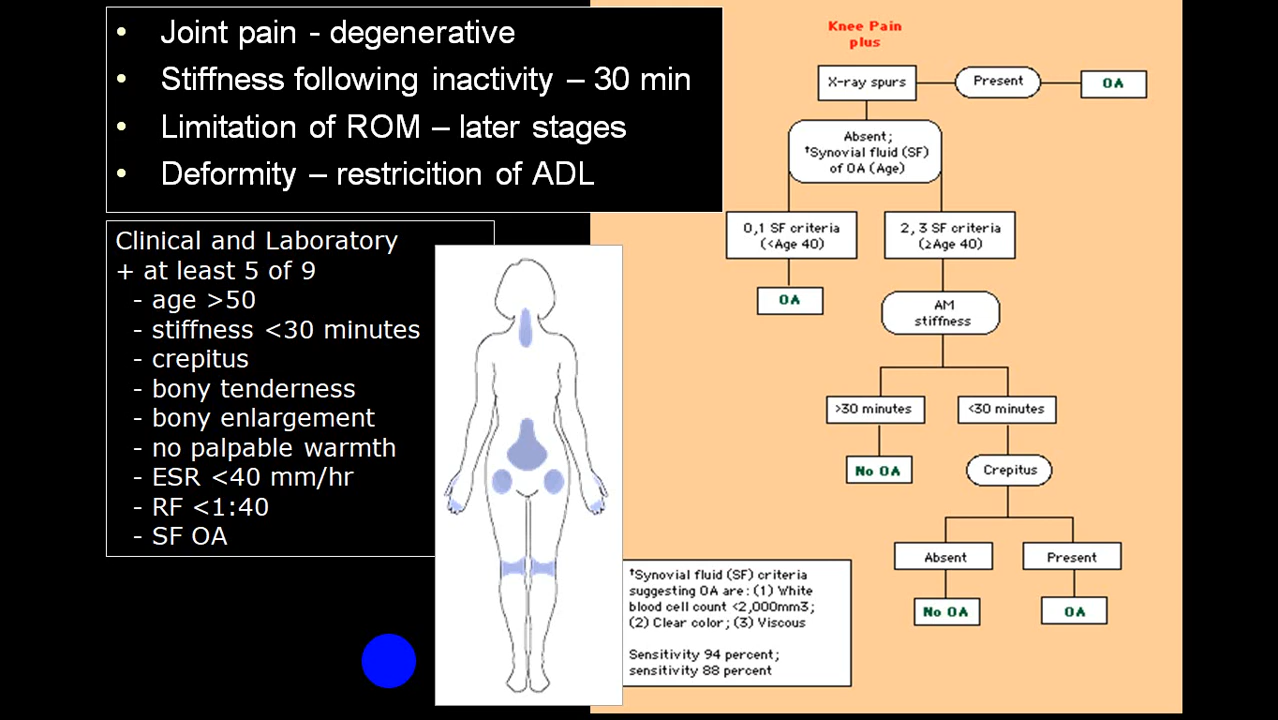 • Joint pain - degenerative
• Stiffness following inactivity – 30 min
• Limitation of ROM – later stages
• Deformity – restricition of ADL
Clinical and Laboratory
+ at least 5 of 9
- age >50
- stiffness <30 minutes
- crepitus
- bony tenderness
- bony enlargement
- no palpable warmth
- ESR <40 mm/hr
- RF <1:40
- SF OA
Knee Pain
plus
X-ray spurs
Present
OA
Absent;
†Synovial fluid (SF)
of OA (Age)
0,1 SF criteria
(<Age 40)
2, 3 SF criteria
(≥Age 40)
OA
AM
stiffness
>30 minutes
<30 minutes
No OA
Crepitus
Absent
Present
No OA
OA
†Synovial fluid (SF) criteria
suggesting OA are: (1) White
blood cell count <2,000mm3;
(2) Clear color; (3) Viscous
Sensitivity 94 percent;
sensitivity 88 percent